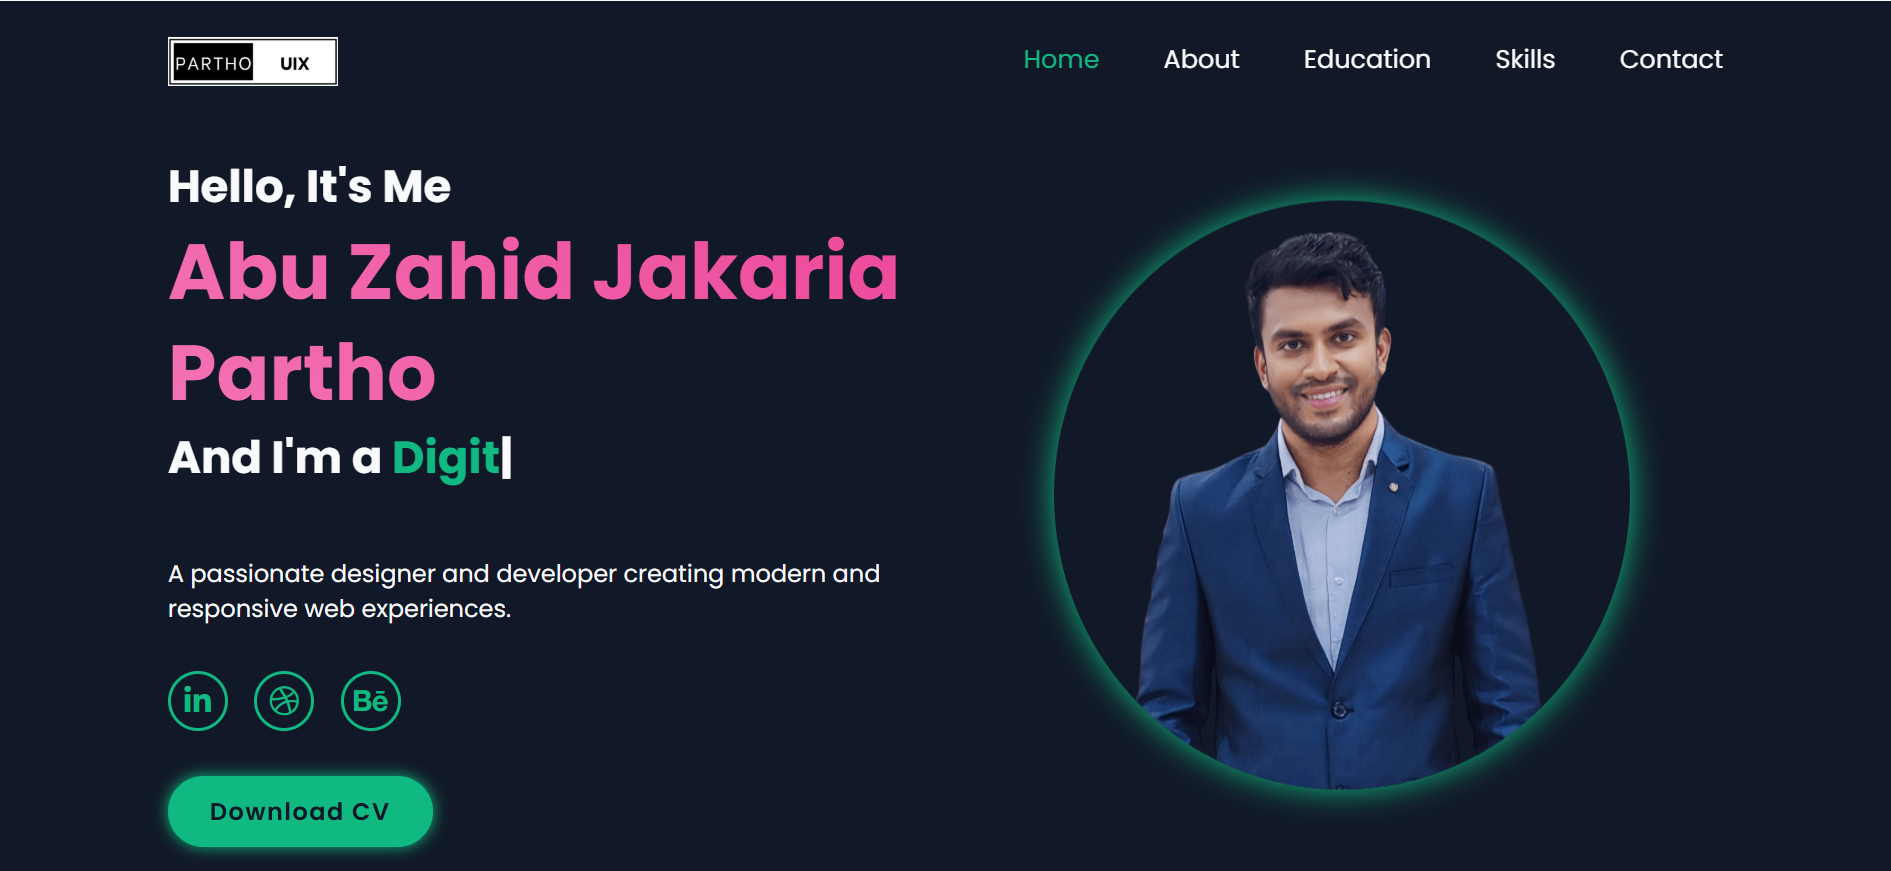 PARTHO UIX
Home About Education Skills Contact
Hello, It's Me
Abu Zahid Jakaria
Partho
And I'm a Digit|
A passionate designer and developer creating modern and
responsive web experiences.
in Bē
Download CV